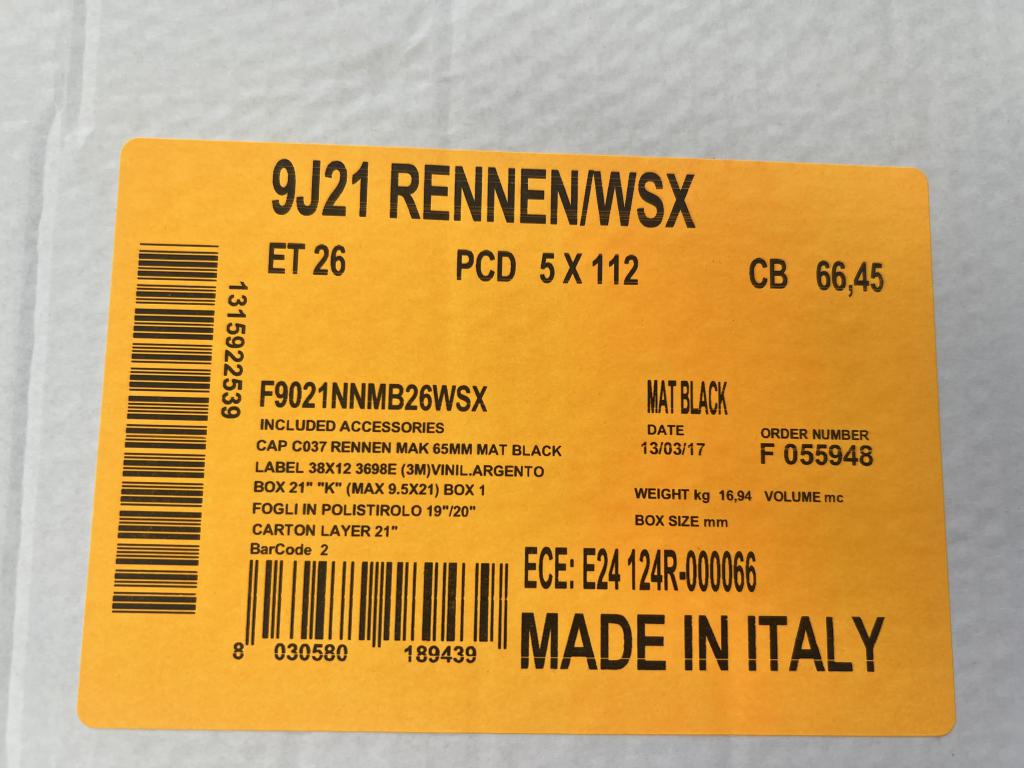 9J21 RENNEN/WSX
ET 26 PCD 5 X 112 CB 66,45
1315922539
F9021NNMB26WSX MAT BLACK
INCLUDED ACCESSORIES DATE ORDER NUMBER
CAP C037 RENNEN MAK 65MM MAT BLACK 13/03/17 F 055948
LABEL 38X12 3698E (3M)VINIL.ARGENTO
BOX 21" "K" (MAX 9.5X21) BOX 1 WEIGHT kg 16,94 VOLUME mc
FOGLI IN POLISTIROLO 19"/20" BOX SIZE mm
CARTON LAYER 21"
BarCode 2
ECE: E24 124R-000066
8 030580 189439
MADE IN ITALY